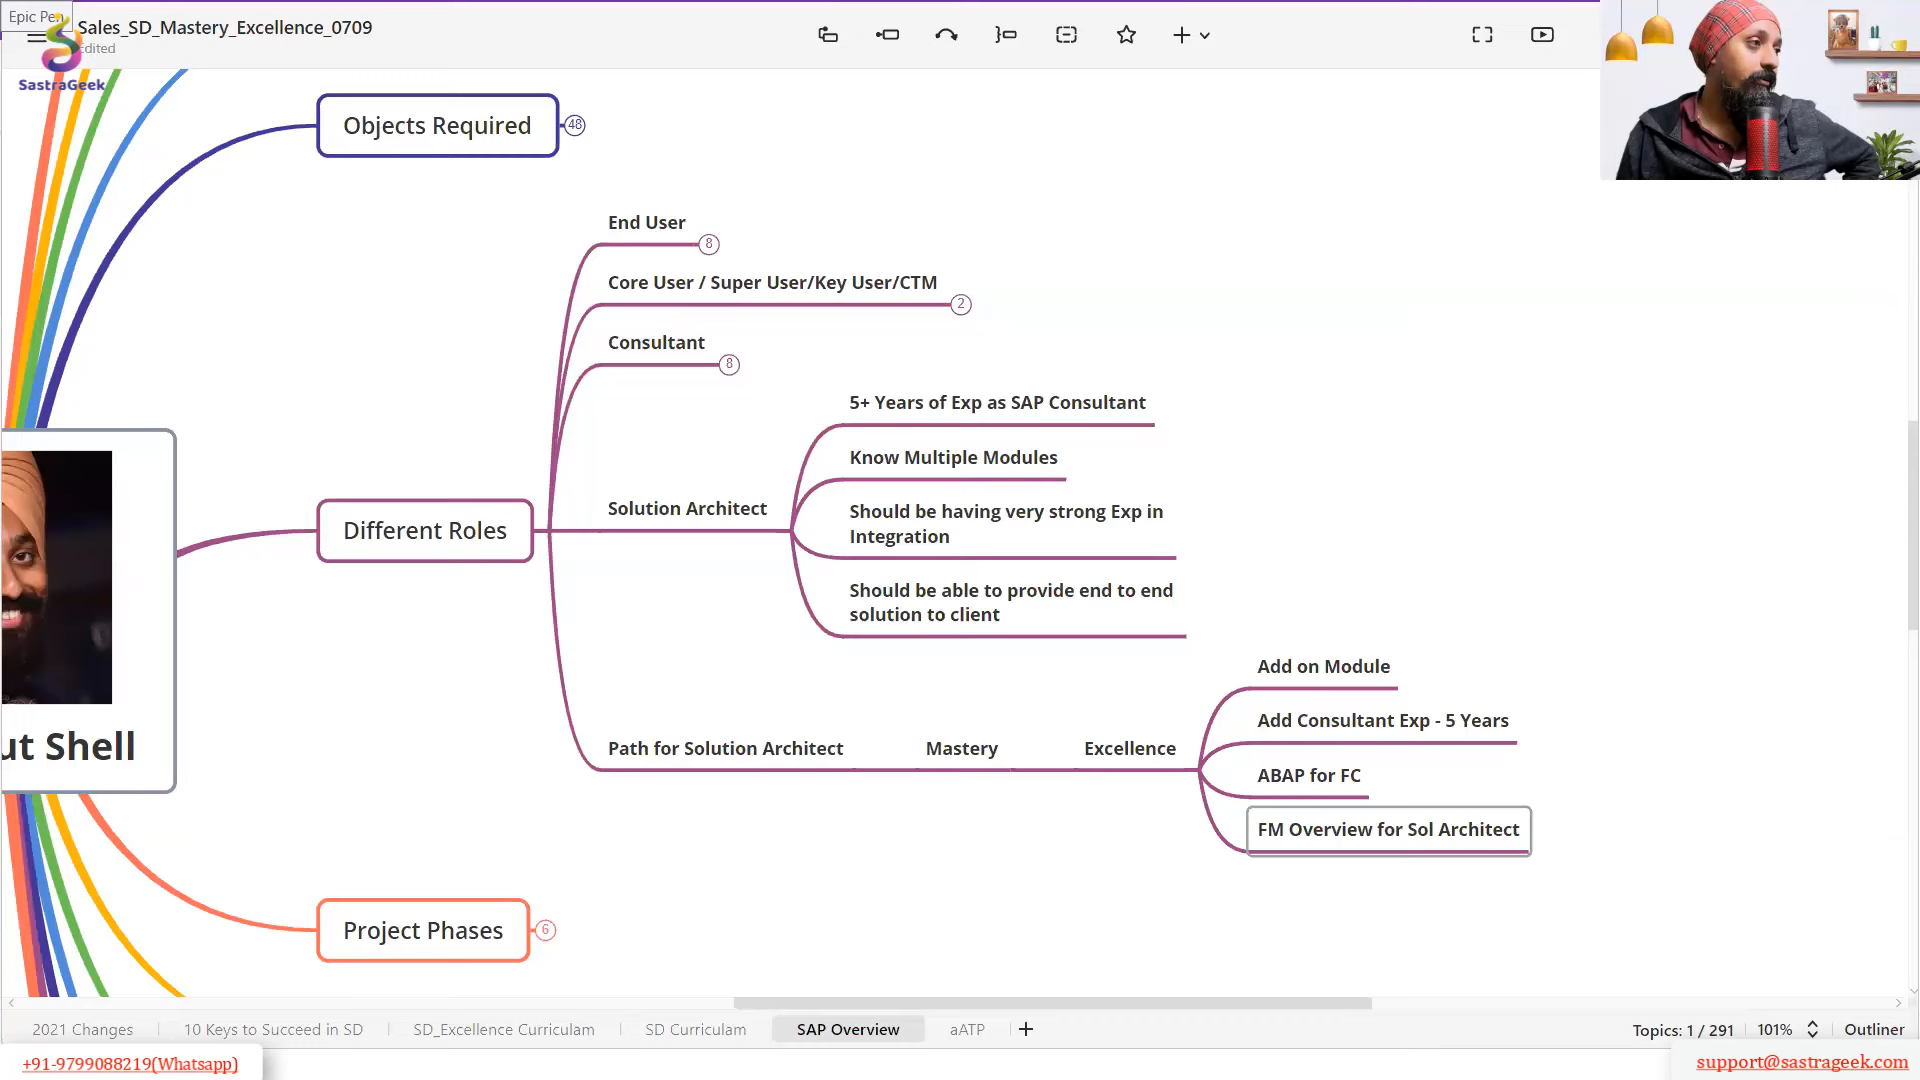 Epic Pen
Sales_SD_Mastery_Excellence_0709
Edited
SastraGeek
Objects Required
48
End User
8
Core User / Super User/Key User/CTM
2
Consultant
8
5+ Years of Exp as SAP Consultant
Know Multiple Modules
Solution Architect
Should be having very strong Exp in
Integration
Different Roles
Should be able to provide end to end
solution to client
Add on Module
Add Consultant Exp - 5 Years
Path for Solution Architect
Mastery
Excellence
ut Shell
ABAP for FC
FM Overview for Sol Architect
Project Phases
6
2021 Changes
10 Keys to Succeed in SD
SD_Excellence Curriculam
SD Curriculam
SAP Overview
aATP
Topics: 1 / 291
101%
Outliner
+91-9799088219(Whatsapp)
support@sastrageek.com